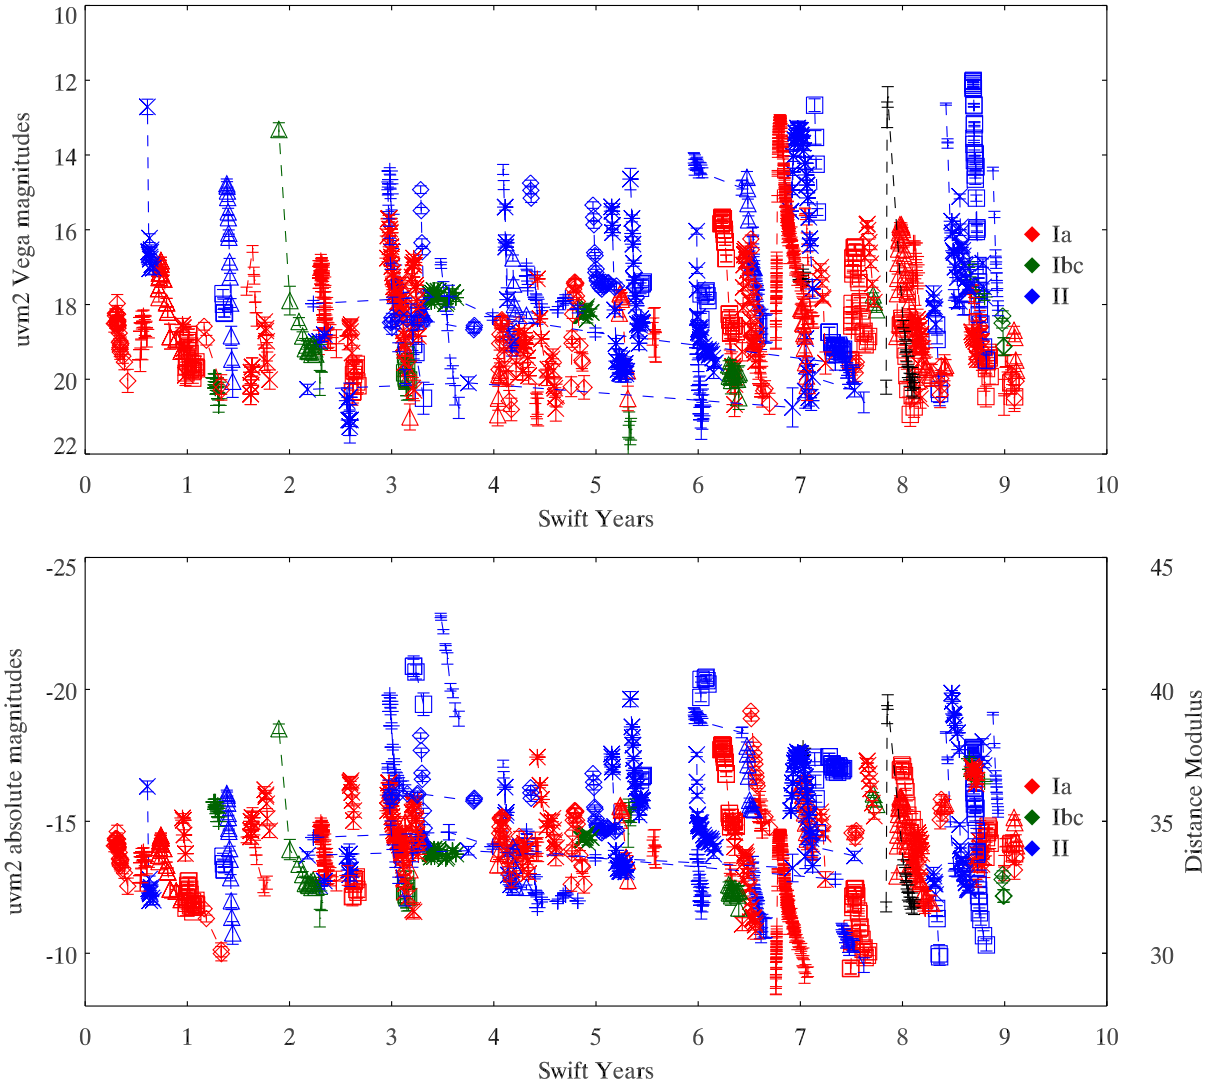 10
12
14
16
18
20
22
uvm2 Vega magnitudes
Ia
Ibc
II
0 1 2 3 4 5 6 7 8 9 10
Swift Years
-25
-20
-15
-10
uvm2 absolute magnitudes
45
40
35
30
Distance Modulus
Ia
Ibc
II
0 1 2 3 4 5 6 7 8 9 10
Swift Years